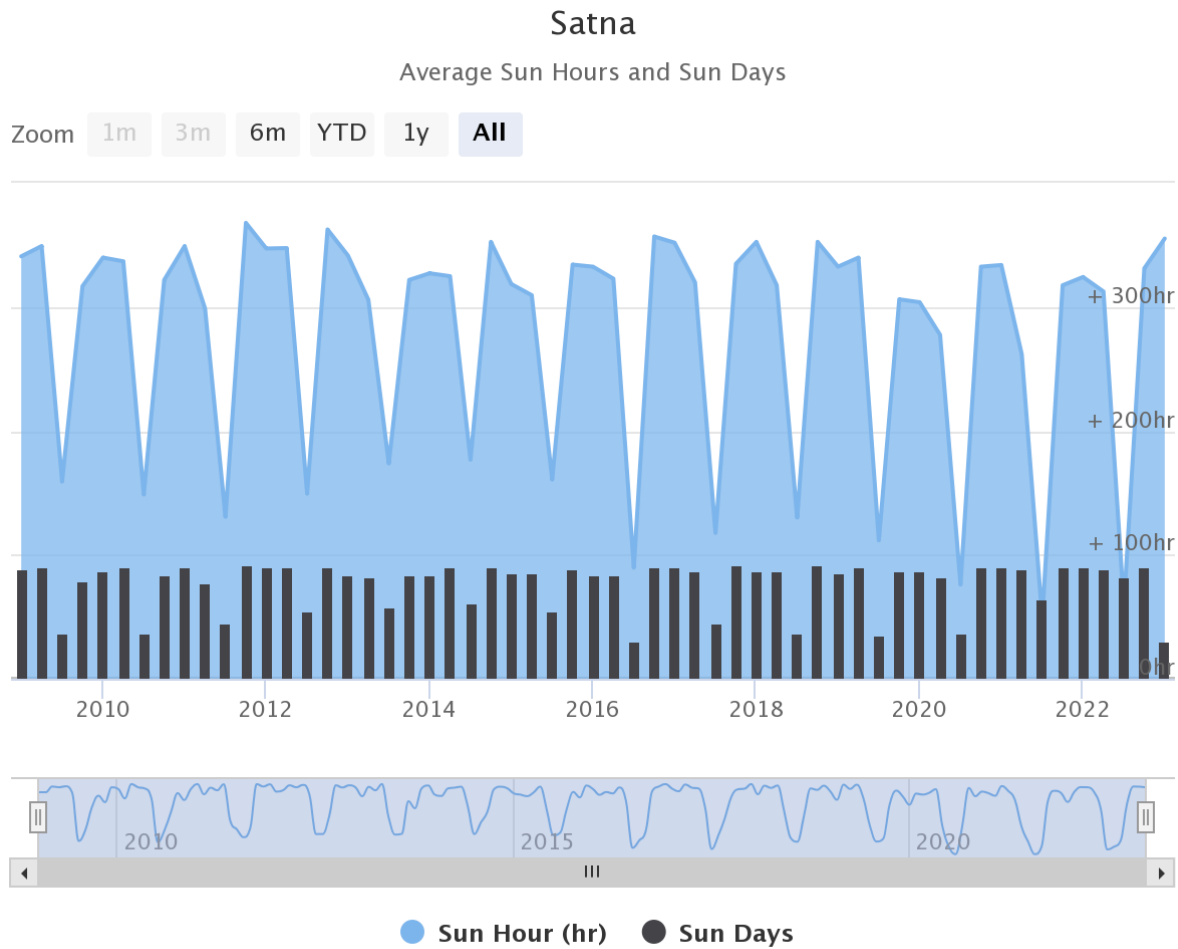 Satna
Average Sun Hours and Sun Days
Zoom 1m 3m 6m YTD 1y All
+ 300hr
+ 200hr
+ 100hr
0hr
2010 2012 2014 2016 2018 2020 2022
2010 2015 2020
Sun Hour (hr) Sun Days